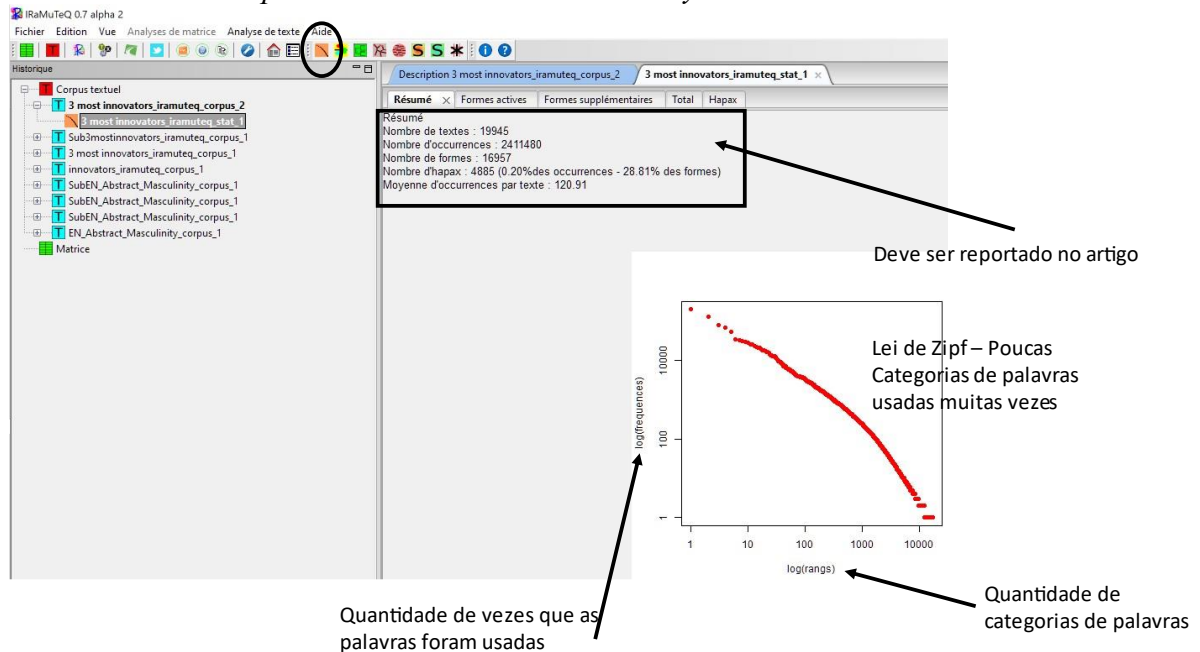 IRaMuTeQ 0.7 alpha 2
Fichier Edition Vue Analyses de matrice Analyse de texte Aide
Historique
Corpus textuel
3 most innovators_iramuteq_corpus_2
3 most innovators_iramuteq_stat_1
Sub3mostinnovators_iramuteq_corpus_1
3 most innovators_iramuteq_corpus_1
innovators_iramuteq_corpus_1
SubEN_Abstract_Masculinity_corpus_1
SubEN_Abstract_Masculinity_corpus_1
SubEN_Abstract_Masculinity_corpus_1
EN_Abstract_Masculinity_corpus_1
Matrice
Description 3 most innovators_iramuteq_corpus_2 3 most innovators_iramuteq_stat_1
Résumé Formes actives Formes supplémentaires Total Hapax
Résumé
Nombre de textes : 19945
Nombre d'occurrences : 2411480
Nombre de formes : 16957
Nombre d'hapax : 4885 (0.20%des occurrences - 28.81% des formes)
Moyenne d'occurrences par texte : 120.91
Deve ser reportado no artigo
Lei de Zipf – Poucas
Categorias de palavras
usadas muitas vezes
log(frequences)
10000
100
1
1 10 100 1000 10000
log(rangs)
Quantidade de
categorias de palavras
Quantidade de vezes que as
palavras foram usadas